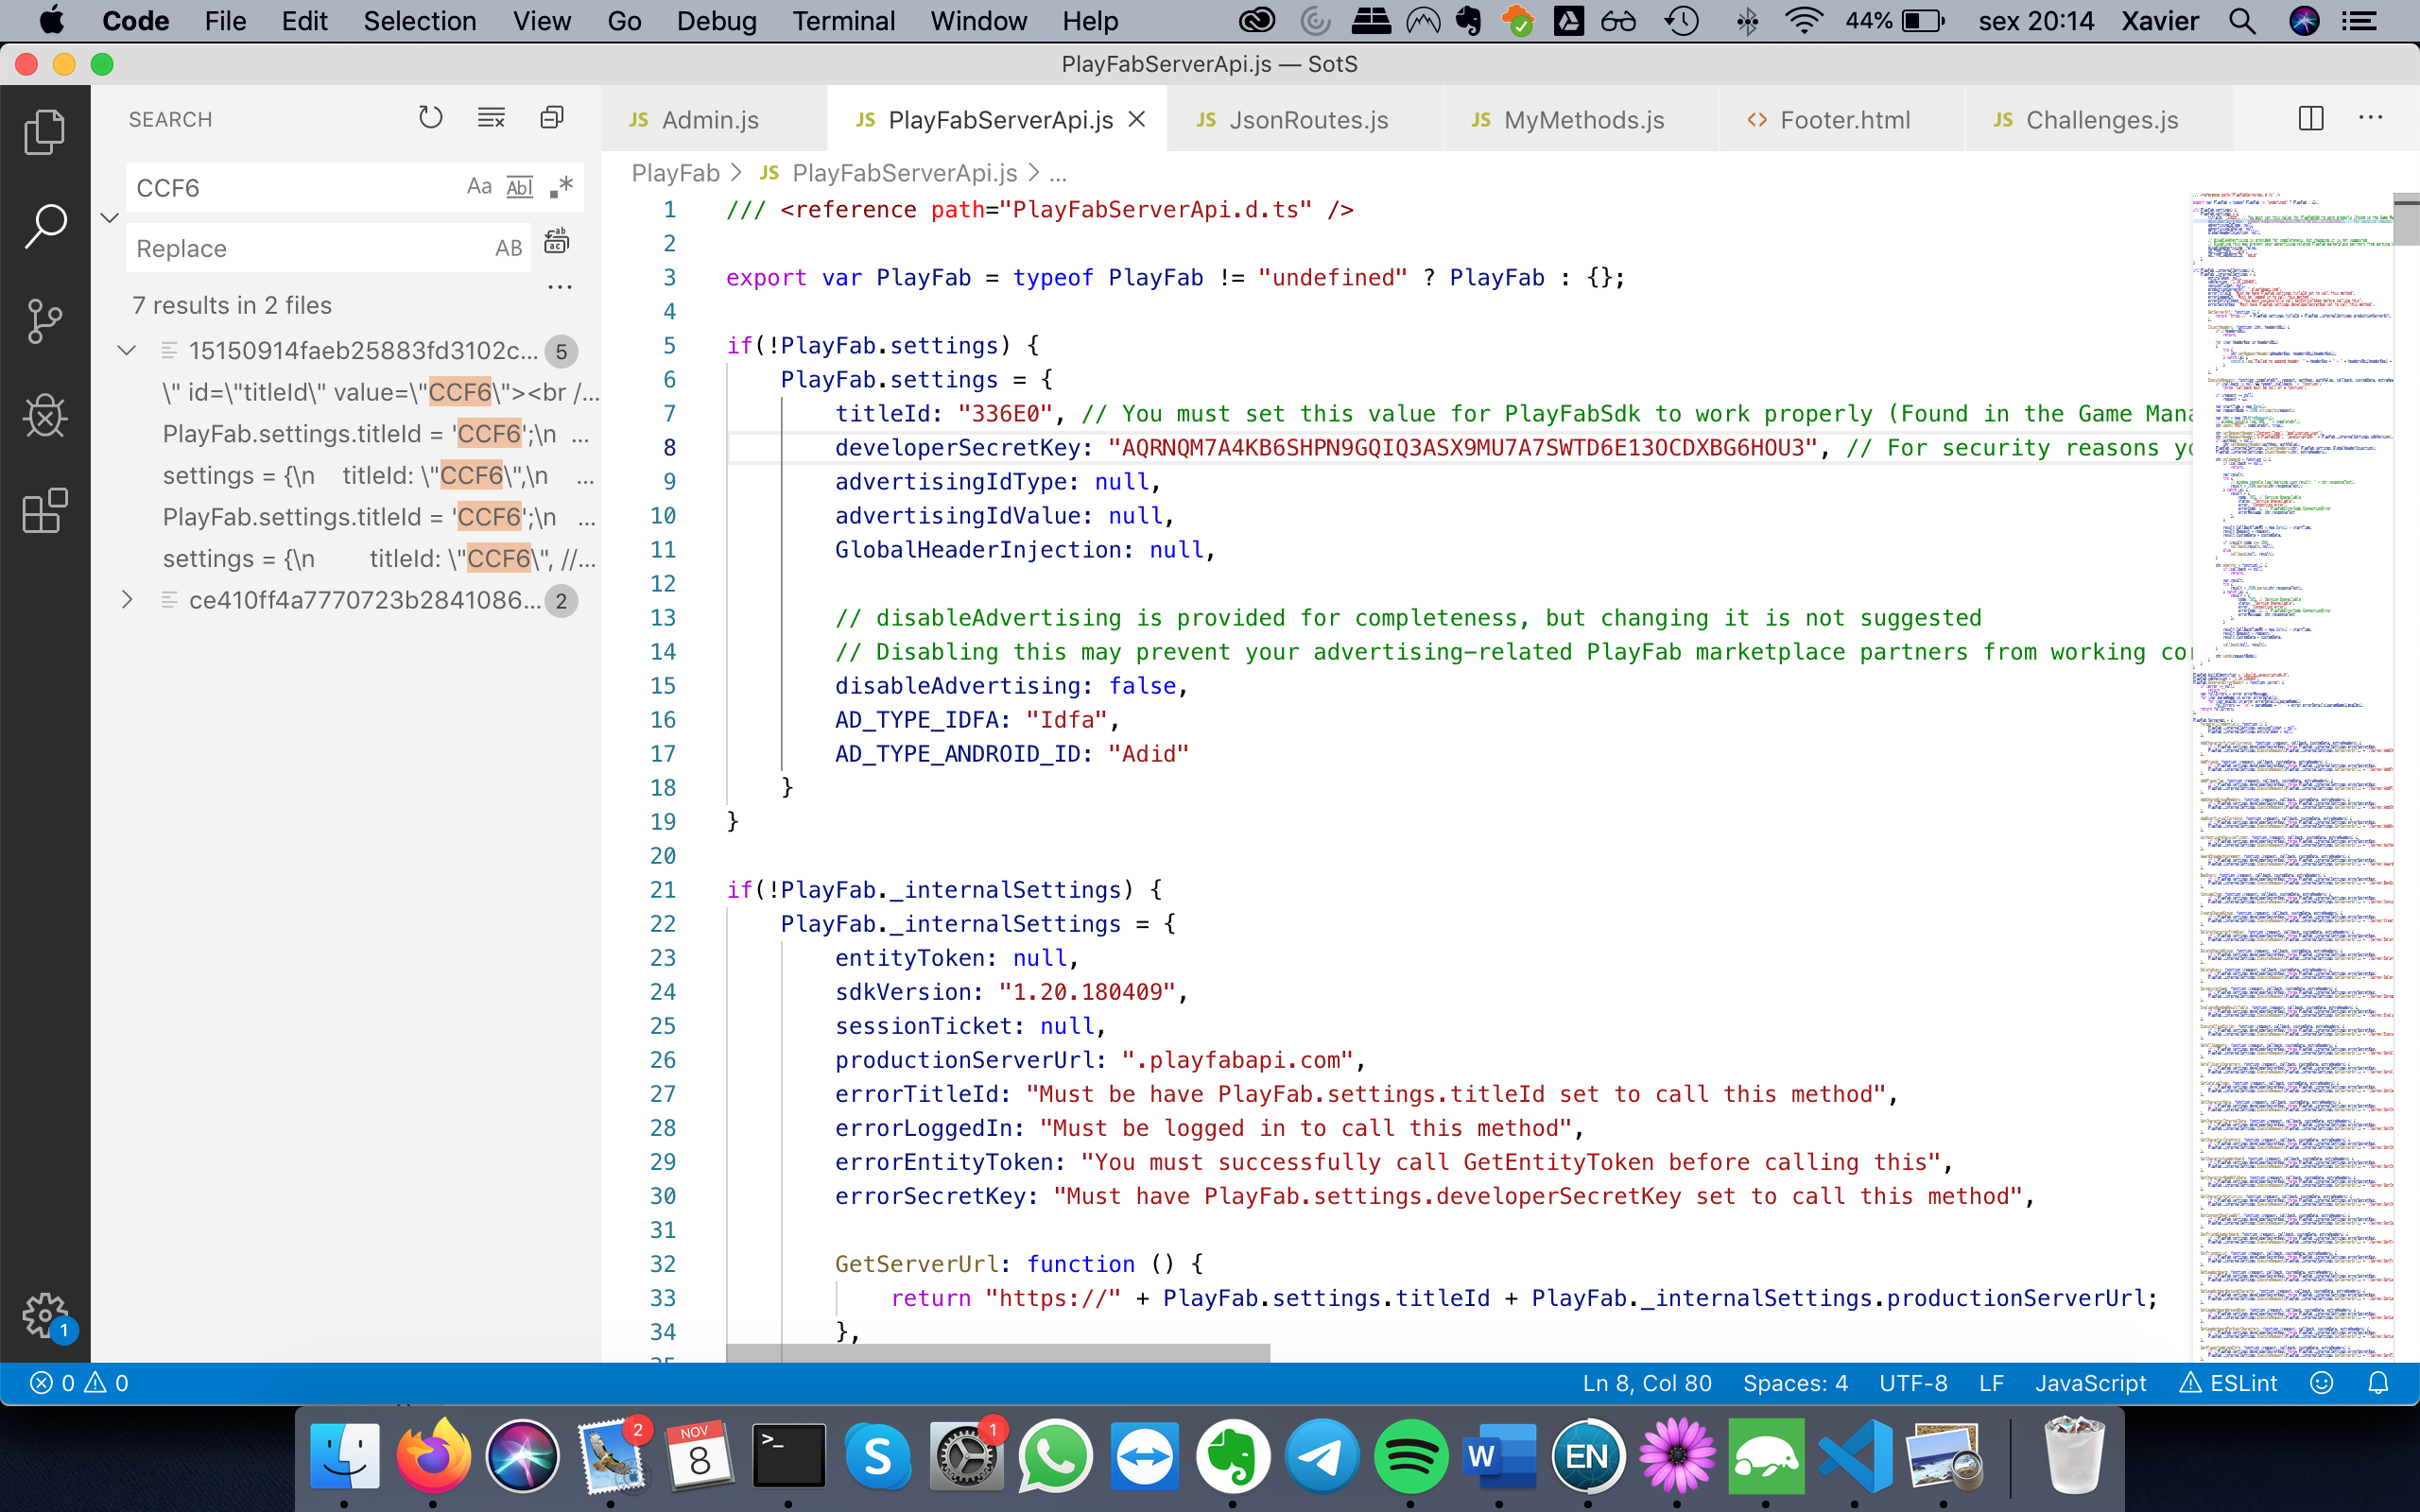 Code File Edit Selection View Go Debug Terminal Window Help 44% sex 20:14 Xavier
PlayFabServerApi.js — SotS
SEARCH
CCF6
Aa Abl .*
Replace
AB
7 results in 2 files
15150914faeb25883fd3102c... 5
\" id=\"titleId\" value=\"CCF6\"><br /...
PlayFab.settings.titleId = 'CCF6';\n ...
settings = {\n titleId: \"CCF6\",\n ...
PlayFab.settings.titleId = 'CCF6';\n ...
settings = {\n titleId: \"CCF6\", //...
ce410ff4a7770723b2841086... 2
JS Admin.js JS PlayFabServerApi.js JS JsonRoutes.js JS MyMethods.js <> Footer.html JS Challenges.js
PlayFab > JS PlayFabServerApi.js > ...
1 /// <reference path="PlayFabServerApi.d.ts" />
2
3 export var PlayFab = typeof PlayFab != "undefined" ? PlayFab : {};
4
5 if(!PlayFab.settings) {
6 PlayFab.settings = {
7 titleId: "336E0", // You must set this value for PlayFabSdk to work properly (Found in the Game Mana
8 developerSecretKey: "AQRNQM7A4KB6SHPN9GQIQ3ASX9MU7A7SWTD6E13OCDXBG6HOU3", // For security reasons yo
9 advertisingIdType: null,
10 advertisingIdValue: null,
11 GlobalHeaderInjection: null,
12
13 // disableAdvertising is provided for completeness, but changing it is not suggested
14 // Disabling this may prevent your advertising-related PlayFab marketplace partners from working cor
15 disableAdvertising: false,
16 AD_TYPE_IDFA: "Idfa",
17 AD_TYPE_ANDROID_ID: "Adid"
18 }
19 }
20
21 if(!PlayFab._internalSettings) {
22 PlayFab._internalSettings = {
23 entityToken: null,
24 sdkVersion: "1.20.180409",
25 sessionTicket: null,
26 productionServerUrl: ".playfabapi.com",
27 errorTitleId: "Must be have PlayFab.settings.titleId set to call this method",
28 errorLoggedIn: "Must be logged in to call this method",
29 errorEntityToken: "You must successfully call GetEntityToken before calling this",
30 errorSecretKey: "Must have PlayFab.settings.developerSecretKey set to call this method",
31
32 GetServerUrl: function () {
33 return "https://" + PlayFab.settings.titleId + PlayFab._internalSettings.productionServerUrl;
34 },
1
0 0 Ln 8, Col 80 Spaces: 4 UTF-8 LF JavaScript ESLint
2 NOV 8 >_ S 1 W EN